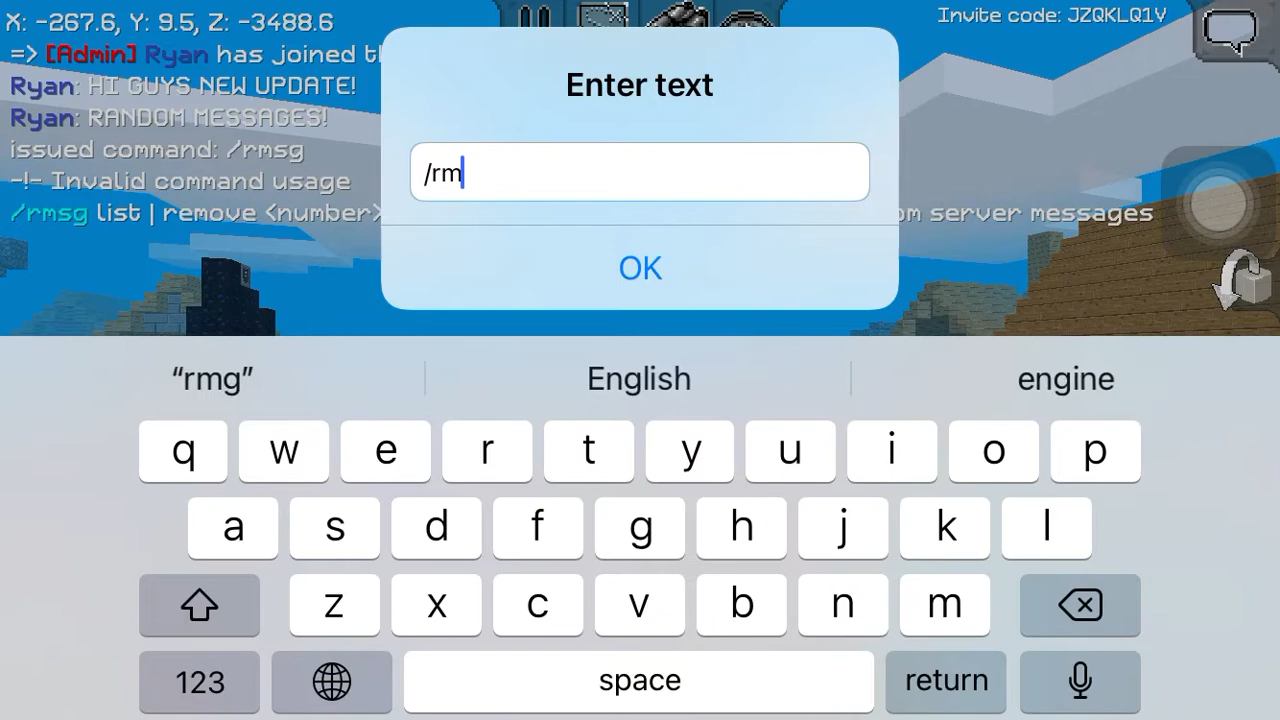 X: -267.6, Y: 9.5, Z: -3488.6
Invite code: JZQKLQ1V
=> [Admin] Ryan has joined th
Ryan: HI GUYS NEW UPDATE!
Ryan: RANDOM MESSAGES!
issued command: /rmsg
-!- Invalid command usage
/rmsg list | remove <number>
om server messages
Enter text
/rm
OK
“rmg” English engine
q w e r t y u i o p
a s d f g h j k l
z x c v b n m
123 space return